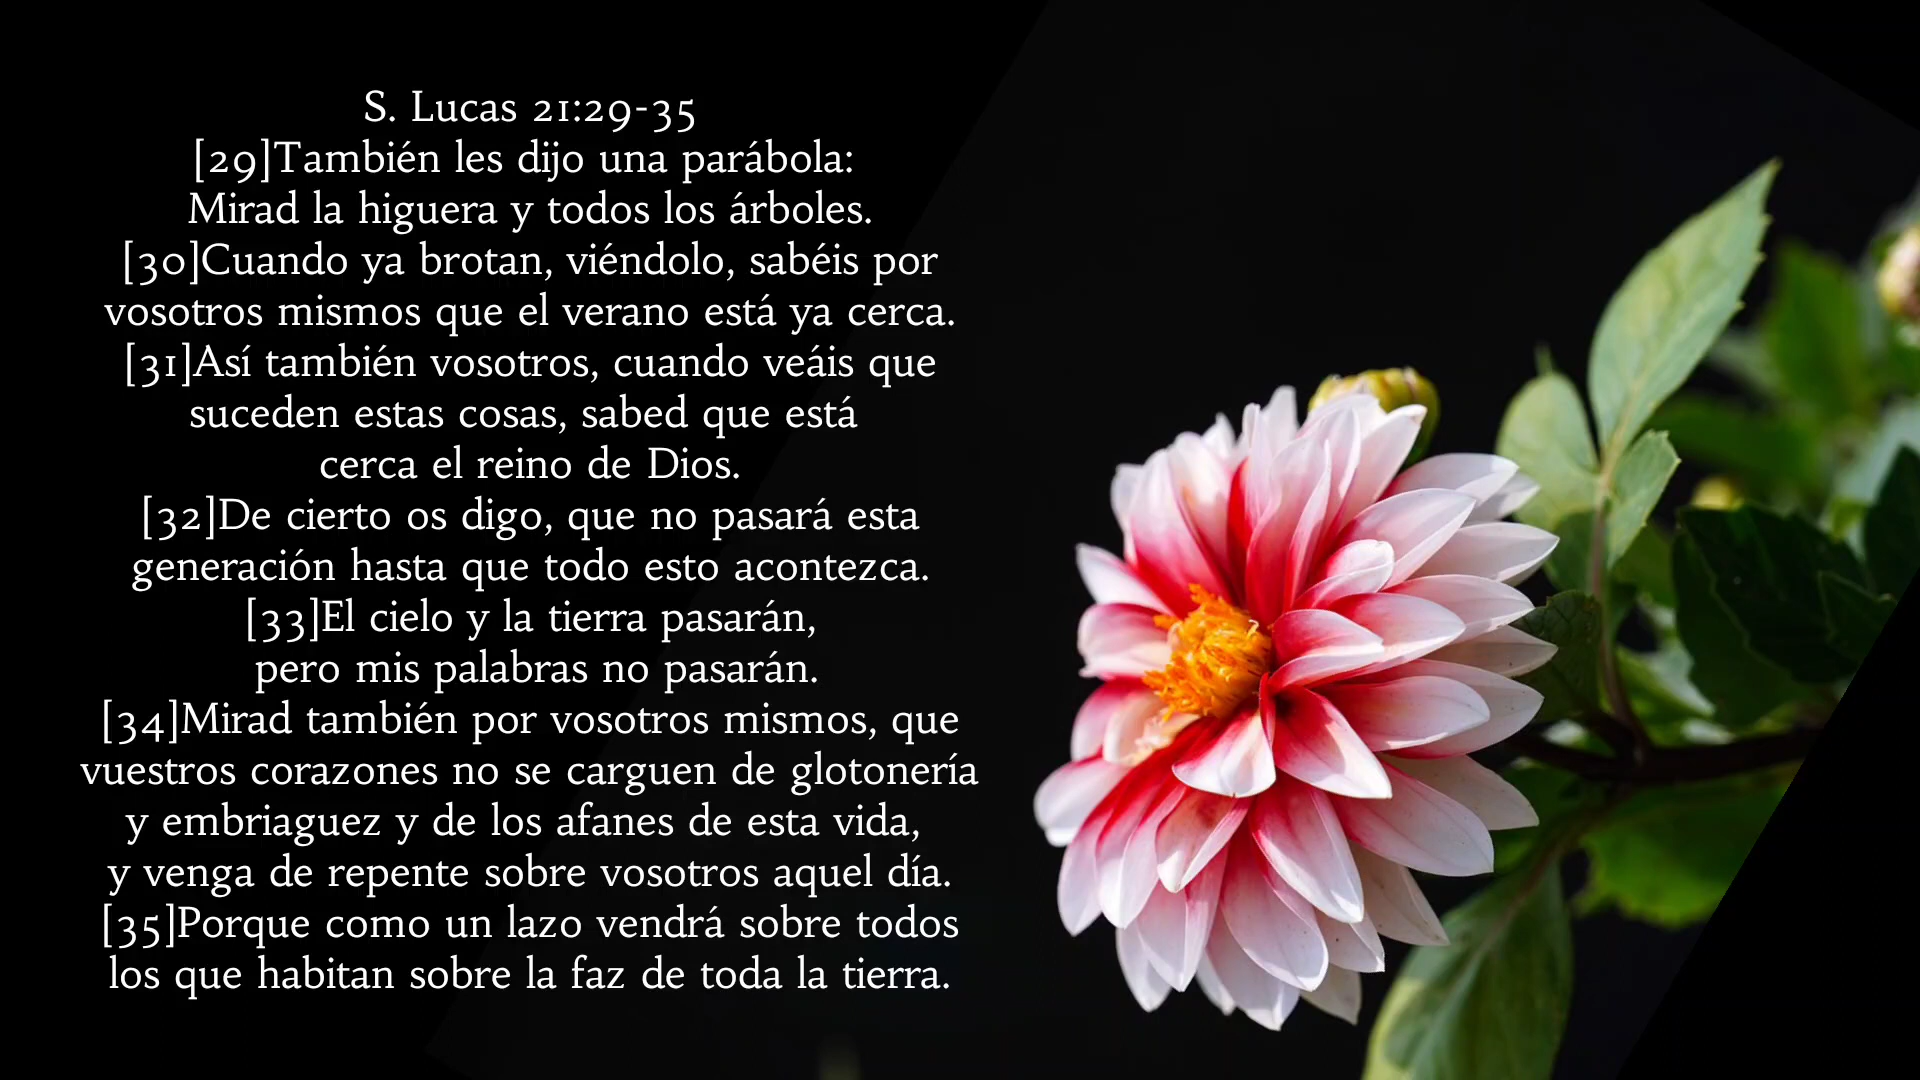 S. Lucas 21:29-35
[29]También les dijo una parábola:
Mirad la higuera y todos los árboles.
[30]Cuando ya brotan, viéndolo, sabéis por
vosotros mismos que el verano está ya cerca.
[31]Así también vosotros, cuando veáis que
suceden estas cosas, sabed que está
cerca el reino de Dios.
[32]De cierto os digo, que no pasará esta
generación hasta que todo esto acontezca.
[33]El cielo y la tierra pasarán,
pero mis palabras no pasarán.
[34]Mirad también por vosotros mismos, que
vuestros corazones no se carguen de glotonería
y embriaguez y de los afanes de esta vida,
y venga de repente sobre vosotros aquel día.
[35]Porque como un lazo vendrá sobre todos
los que habitan sobre la faz de toda la tierra.